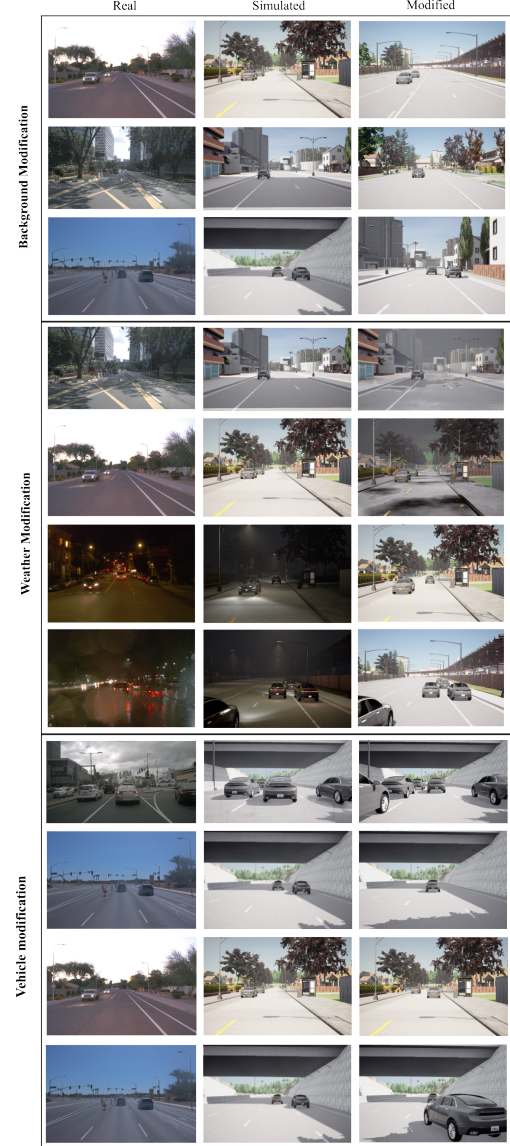 Real Simulated Modified
Background Modification
Weather Modification
Vehicle modification